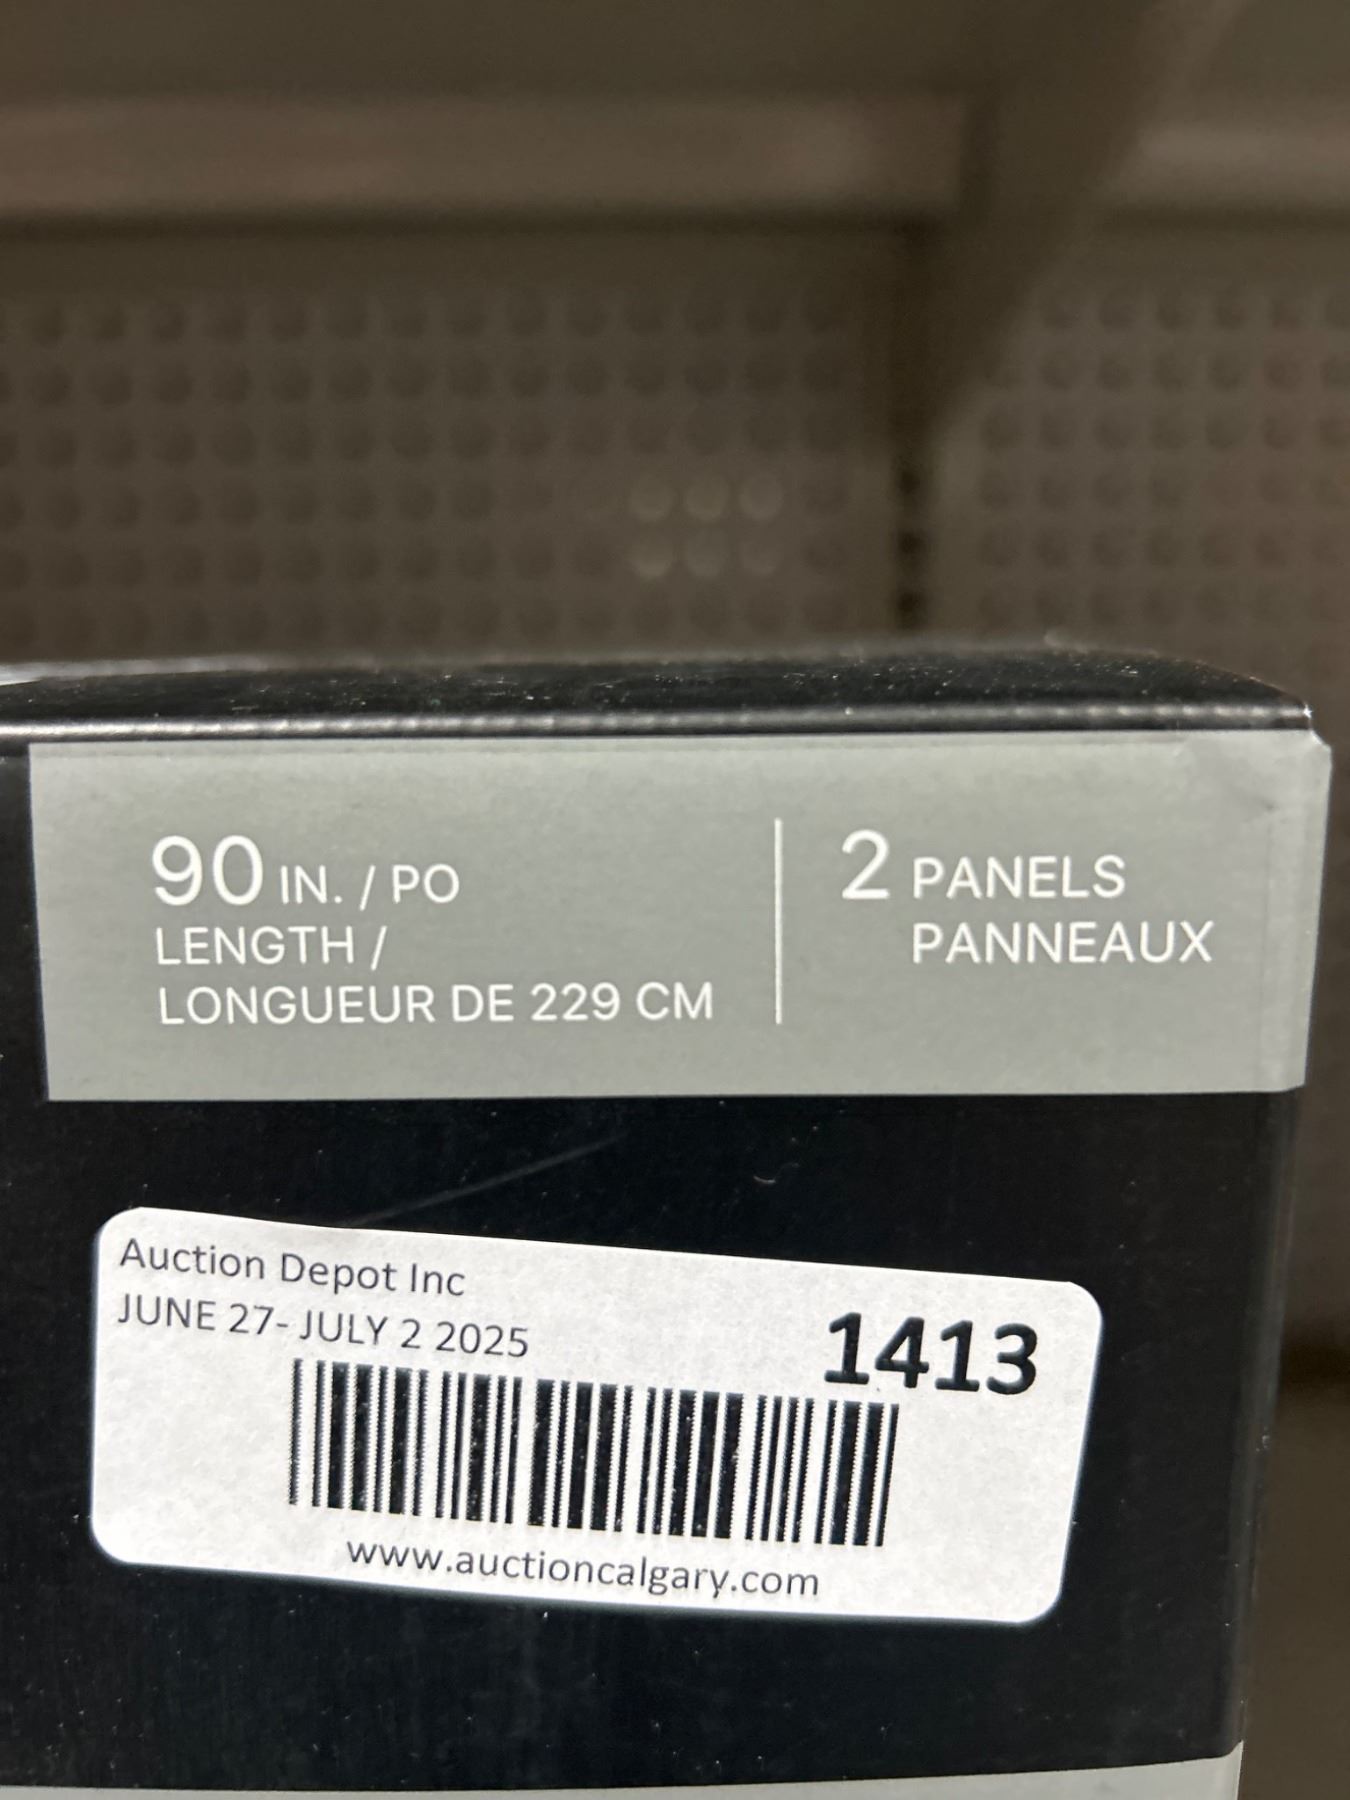 90 IN. / PO
LENGTH /
LONGUEUR DE 229 CM
2 PANELS
PANNEAUX
Auction Depot Inc
JUNE 27- JULY 2 2025
1413
www.auctioncalgary.com